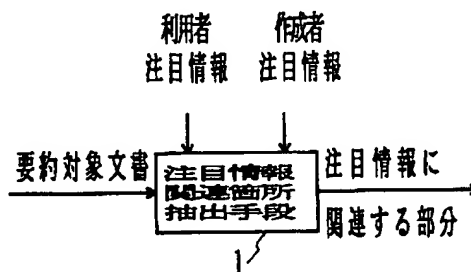 利用者
注目情報
作成者
注目情報
要約対象文書
注目情報
関連箇所
抽出手段
注目情報に
関連する部分
1